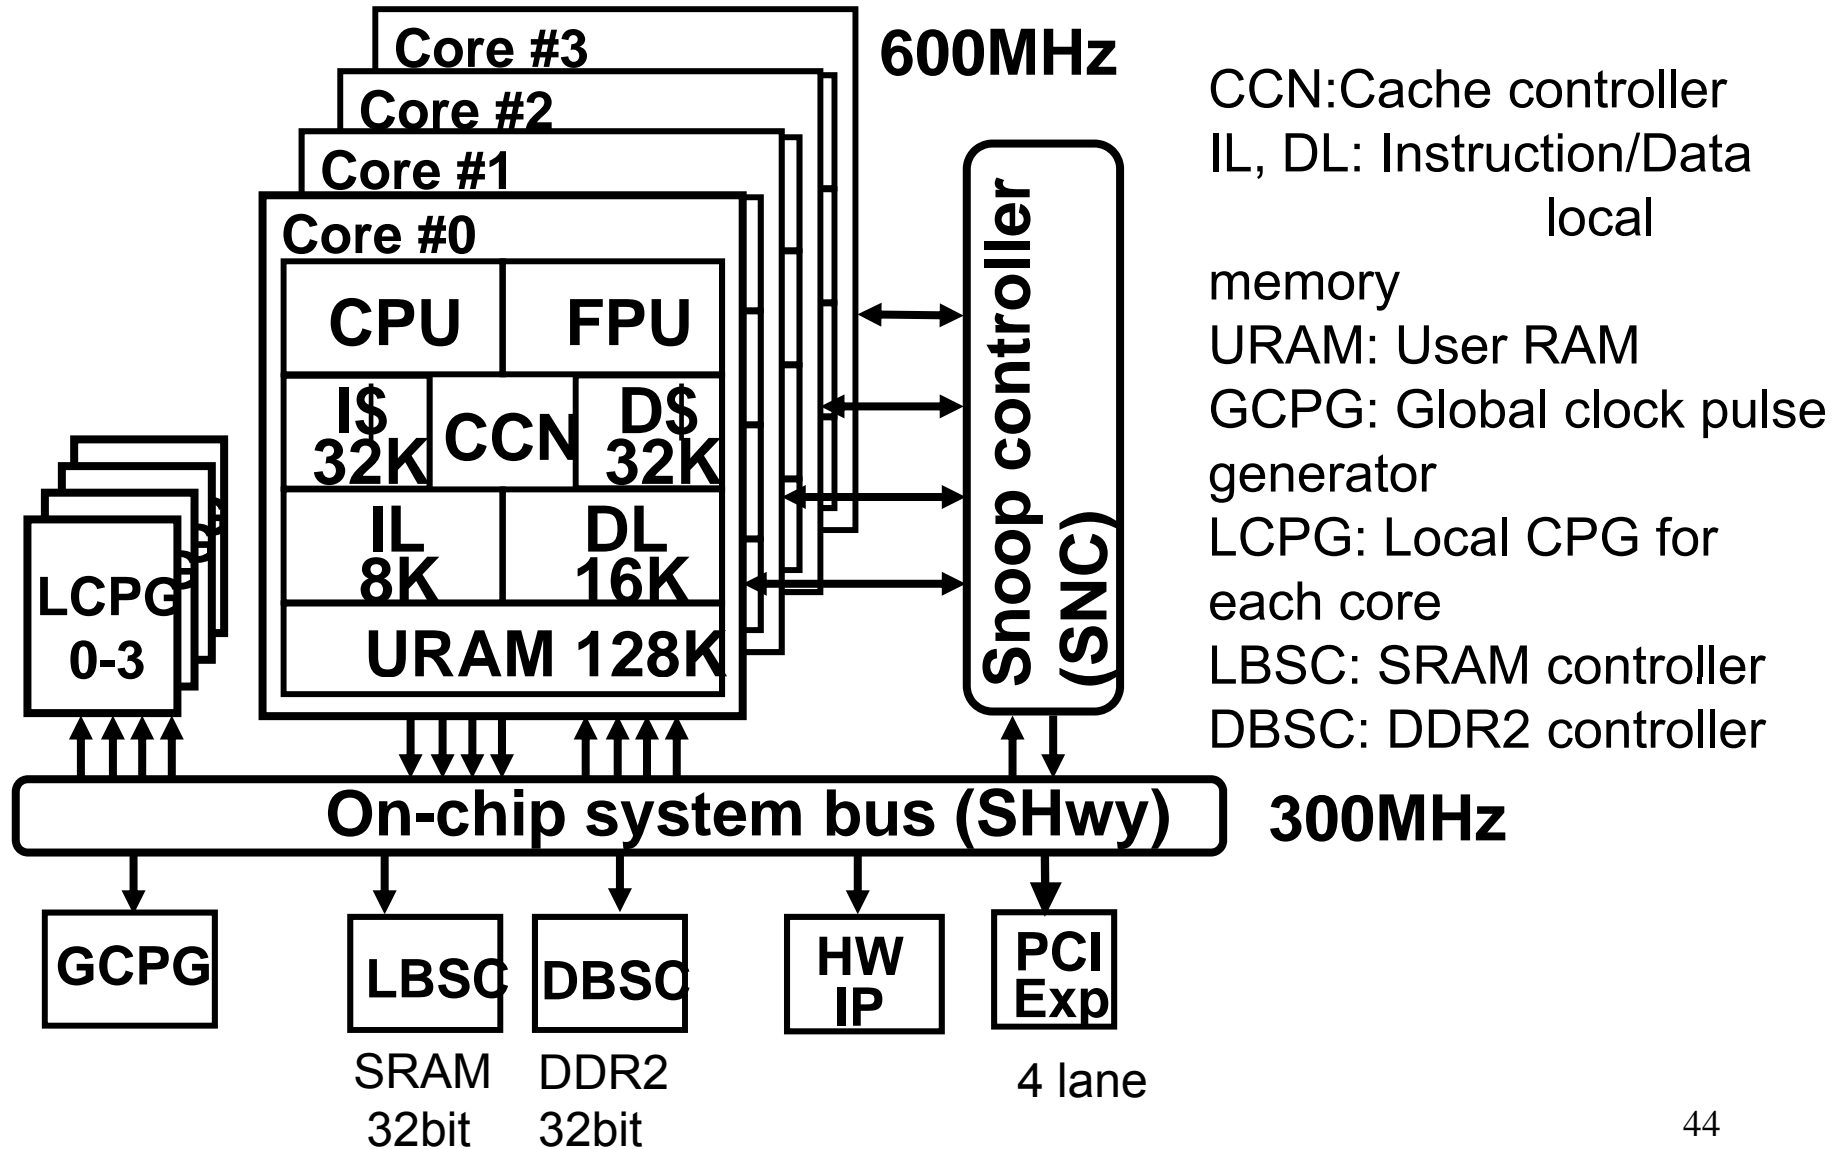 Core #3
600MHz
Core #2
Core #1
Core #0
CPU
FPU
I$
32K
CCN
D$
32K
IL
8K
DL
16K
URAM 128K
Snoop controller
(SNC)
LCPG
0-3
On-chip system bus (SHwy)
300MHz
GCPG
LBSC
DBSC
HW
IP
PCI
Exp
SRAM
32bit
DDR2
32bit
4 lane
CCN:Cache controller
IL, DL: Instruction/Data
local
memory
URAM: User RAM
GCPG: Global clock pulse
generator
LCPG: Local CPG for
each core
LBSC: SRAM controller
DBSC: DDR2 controller
44